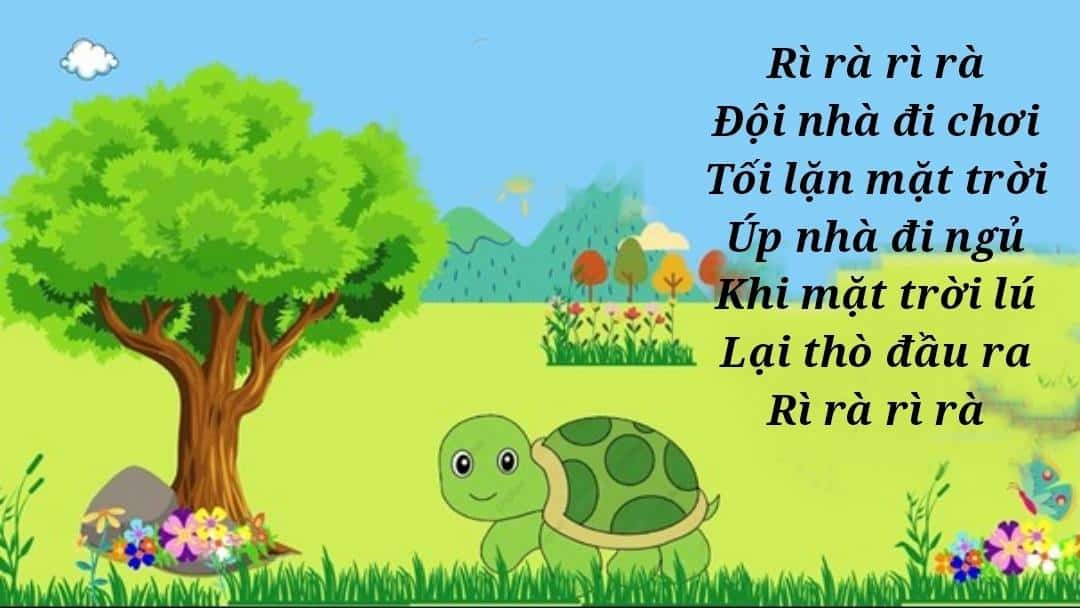 Rì rà rì rà
Đội nhà đi chơi
Tối lặn mặt trời
Úp nhà đi ngủ
Khi mặt trời lú
Lại thò đầu ra
Rì rà rì rà